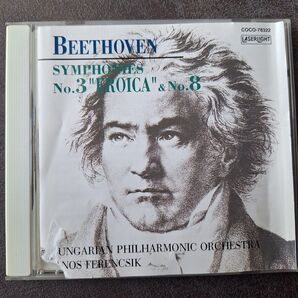 COCO-78322
LASERLIGHT
BEETHOVEN
SYMPHONIES
No.3 "EROICA" & No.8
UNGARIAN PHILHARMONIC ORCHESTRA
NOS FERENCSIK